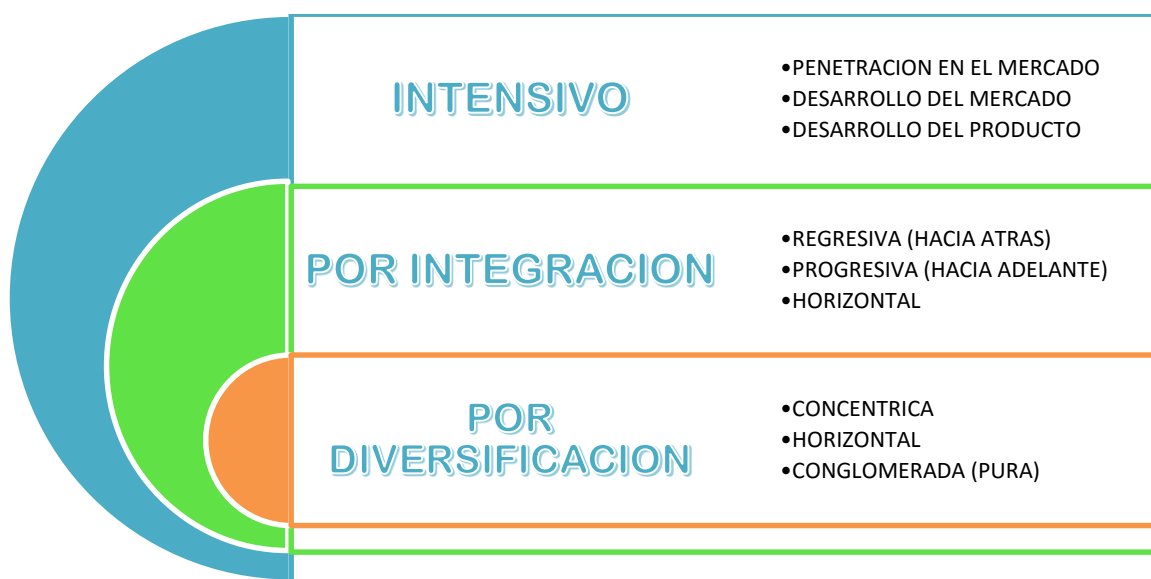 INTENSIVO
•PENETRACION EN EL MERCADO
•DESARROLLO DEL MERCADO
•DESARROLLO DEL PRODUCTO
POR INTEGRACION
•REGRESIVA (HACIA ATRAS)
•PROGRESIVA (HACIA ADELANTE)
•HORIZONTAL
POR
DIVERSIFICACION
•CONCENTRICA
•HORIZONTAL
•CONGLOMERADA (PURA)